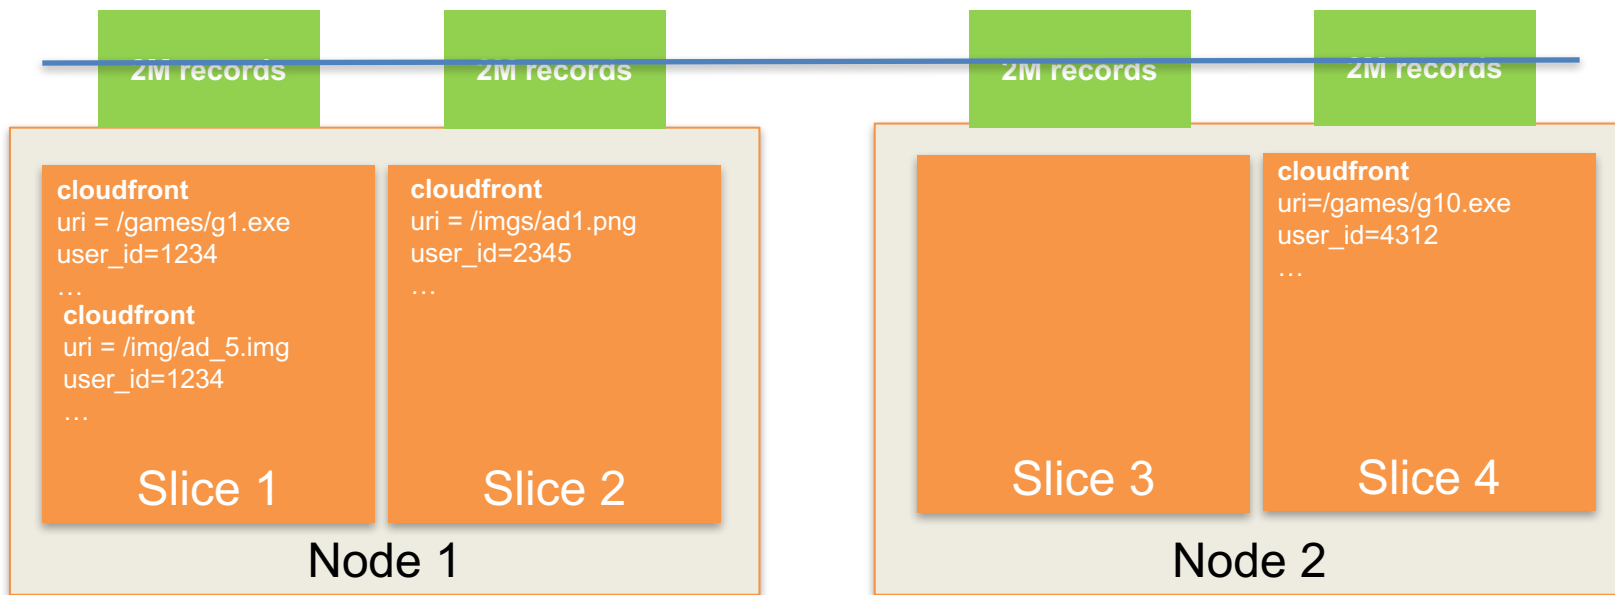 2M records
2M records
2M records
2M records
cloudfront
uri = /games/g1.exe
user_id=1234
…
cloudfront
uri = /img/ad_5.img
user_id=1234
…
Slice 1
cloudfront
uri = /imgs/ad1.png
user_id=2345
…
Slice 2
Node 1
Slice 3
cloudfront
uri=/games/g10.exe
user_id=4312
…
Slice 4
Node 2